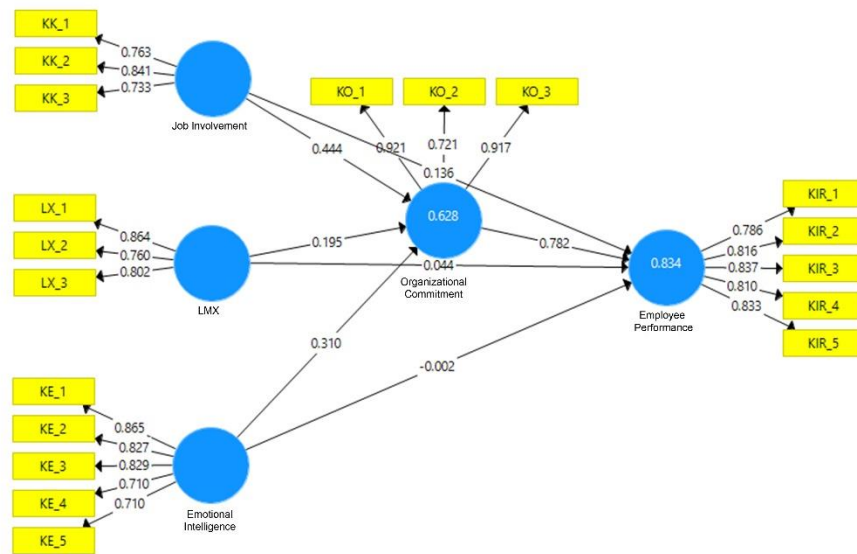 KK_1
0.763
KK_2
0.841
KK_3
0.733
Job Involvement
KO_1
KO_2
KO_3
0.921
0.721
0.917
0.444
0.136
LX_1
0.864
LX_2
0.760
LX_3
0.802
LMX
0.195
0.628
Organizational
Commitment
0.782
0.044
0.834
Employee
Performance
KIR_1
0.786
KIR_2
0.816
KIR_3
0.837
KIR_4
0.810
KIR_5
0.833
0.310
-0.002
KE_1
0.865
KE_2
0.827
KE_3
0.829
KE_4
0.710
KE_5
0.710
Emotional
Intelligence